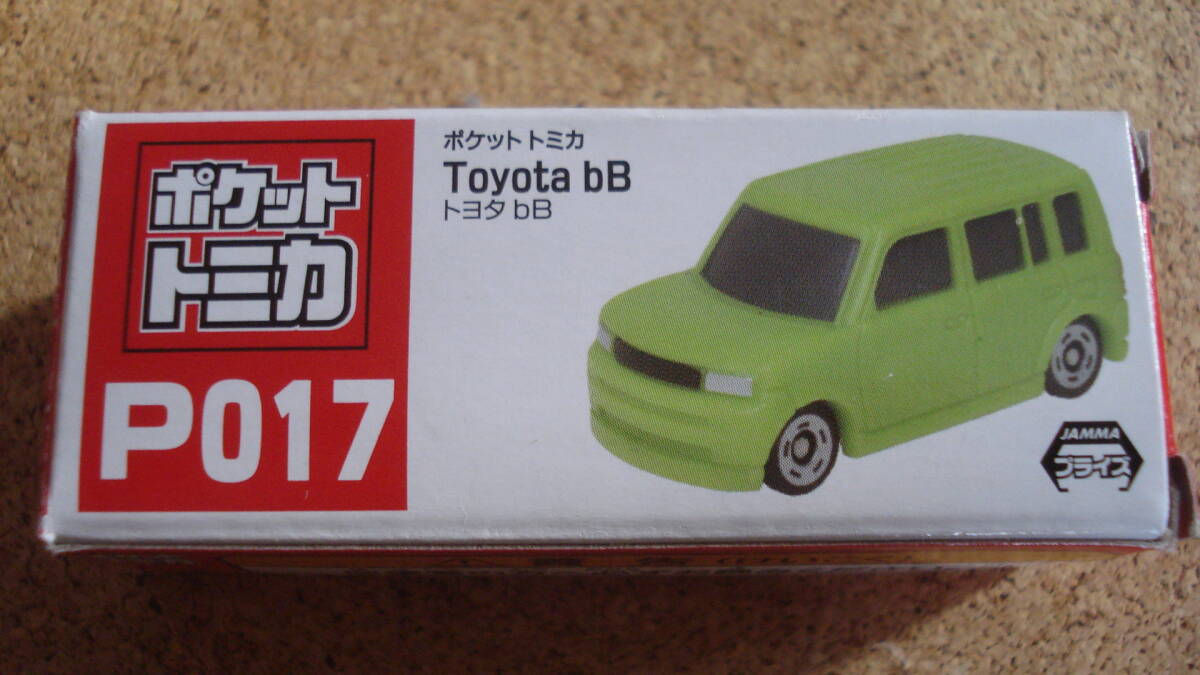 ポケット
トミカ
P017
ポケット トミカ
Toyota bB
トヨタ bB
JAMMA
プライズ